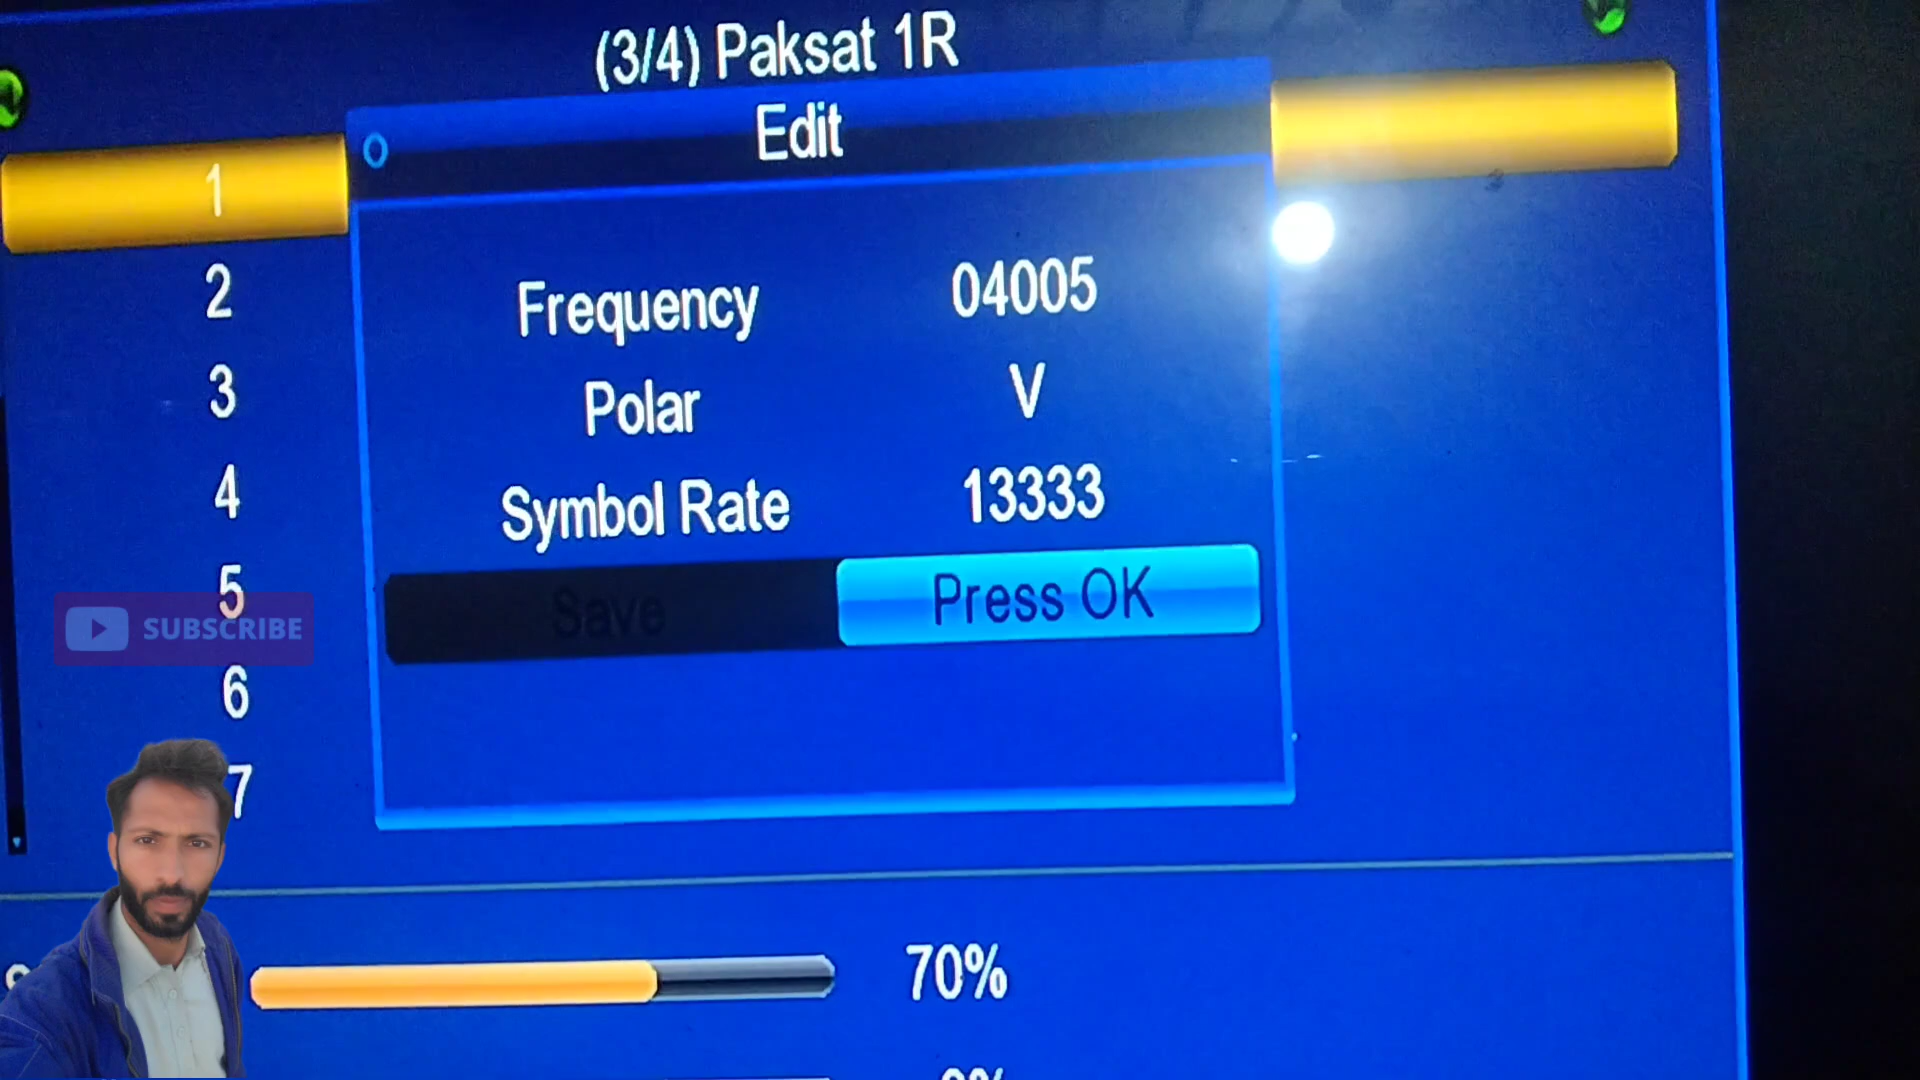 (3/4) Paksat 1R
Edit
1
2
3
4
5
6
7
Frequency 04005
Polar V
Symbol Rate 13333
Save Press OK
SUBSCRIBE
70%